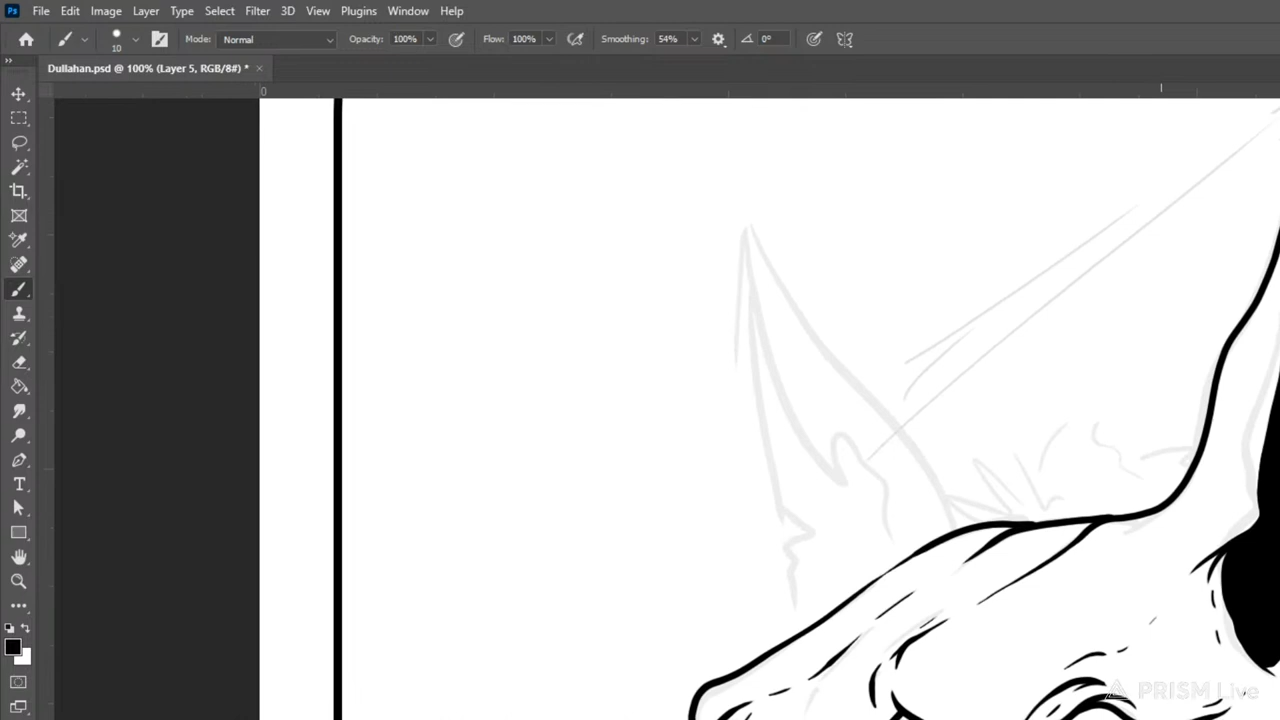 Ps File Edit Image Layer Type Select Filter 3D View Plugins Window Help
10 Mode: Normal Opacity: 100% Flow: 100% Smoothing: 54% 0°
Dullahan.psd @ 100% (Layer 5, RGB/8#) * ×
0
T
PRISM Live